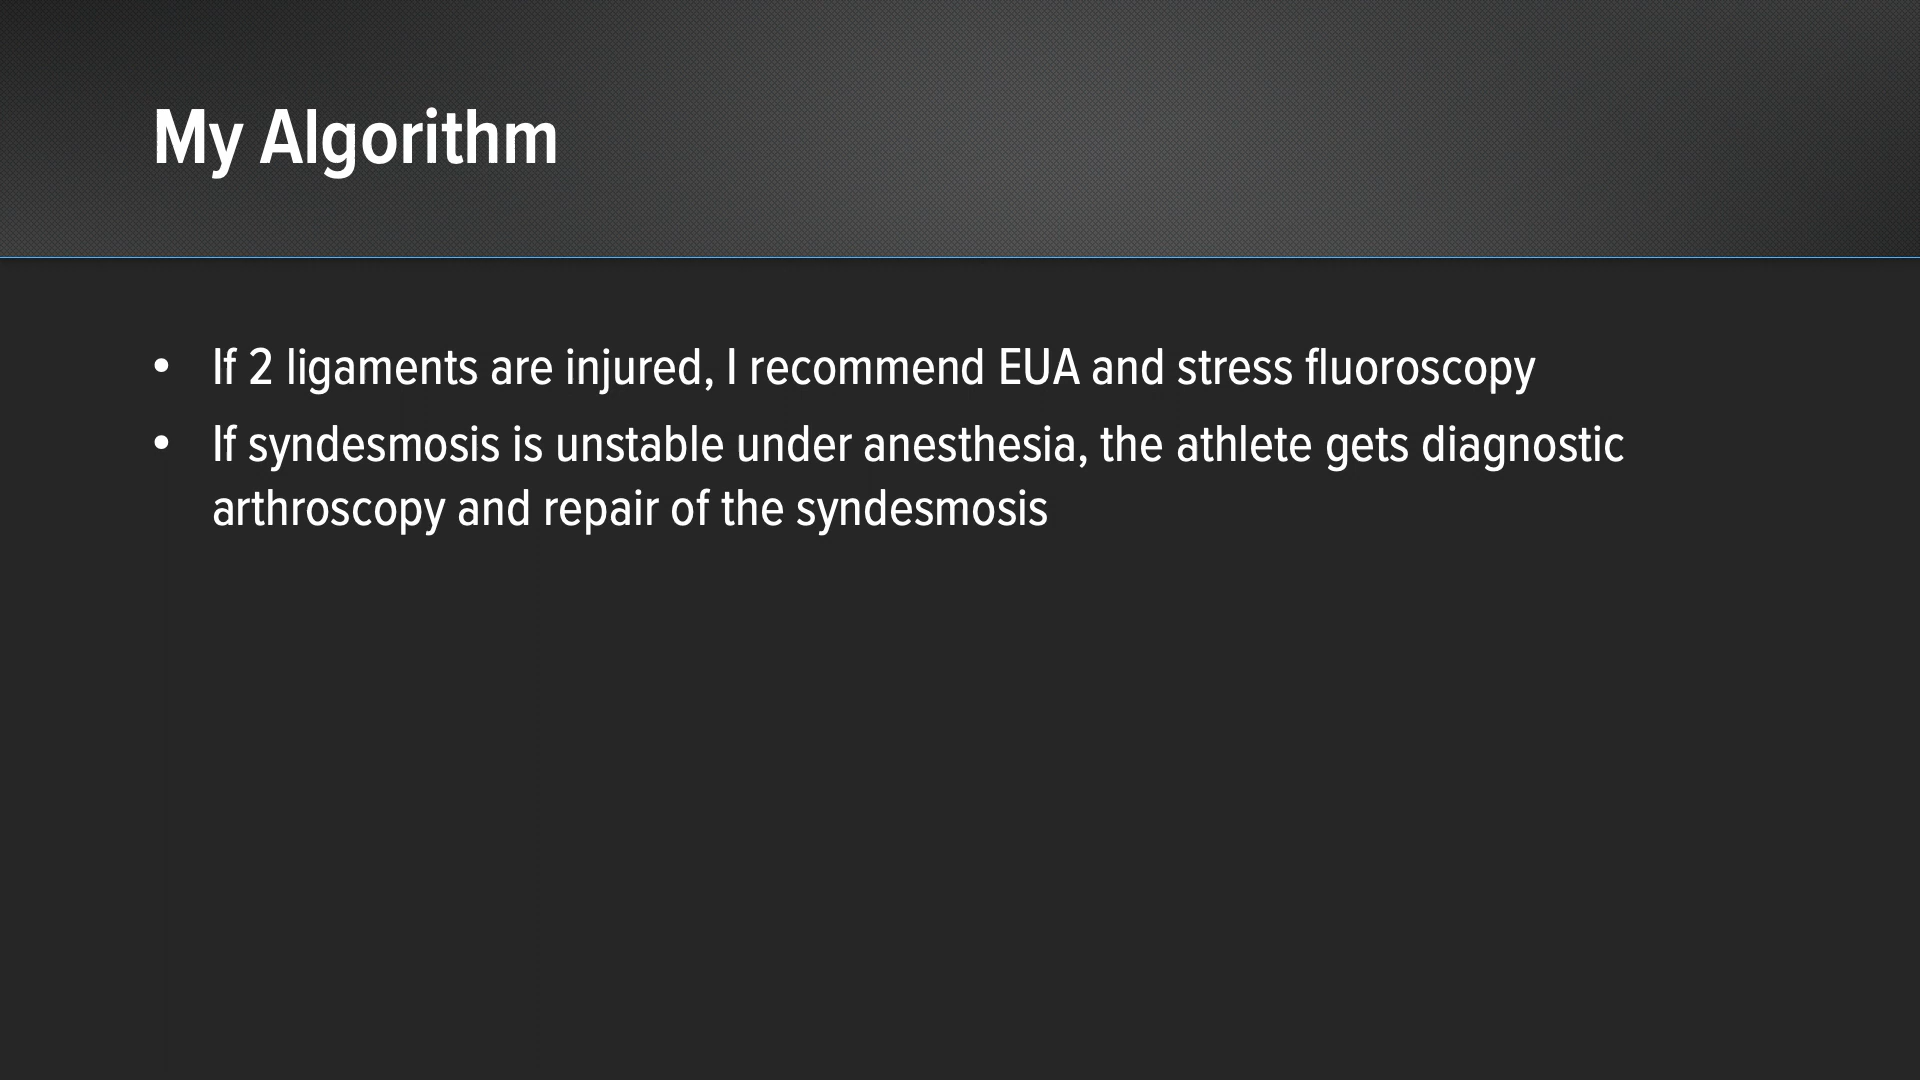 My Algorithm
• If 2 ligaments are injured, I recommend EUA and stress fluoroscopy
• If syndesmosis is unstable under anesthesia, the athlete gets diagnostic
arthroscopy and repair of the syndesmosis